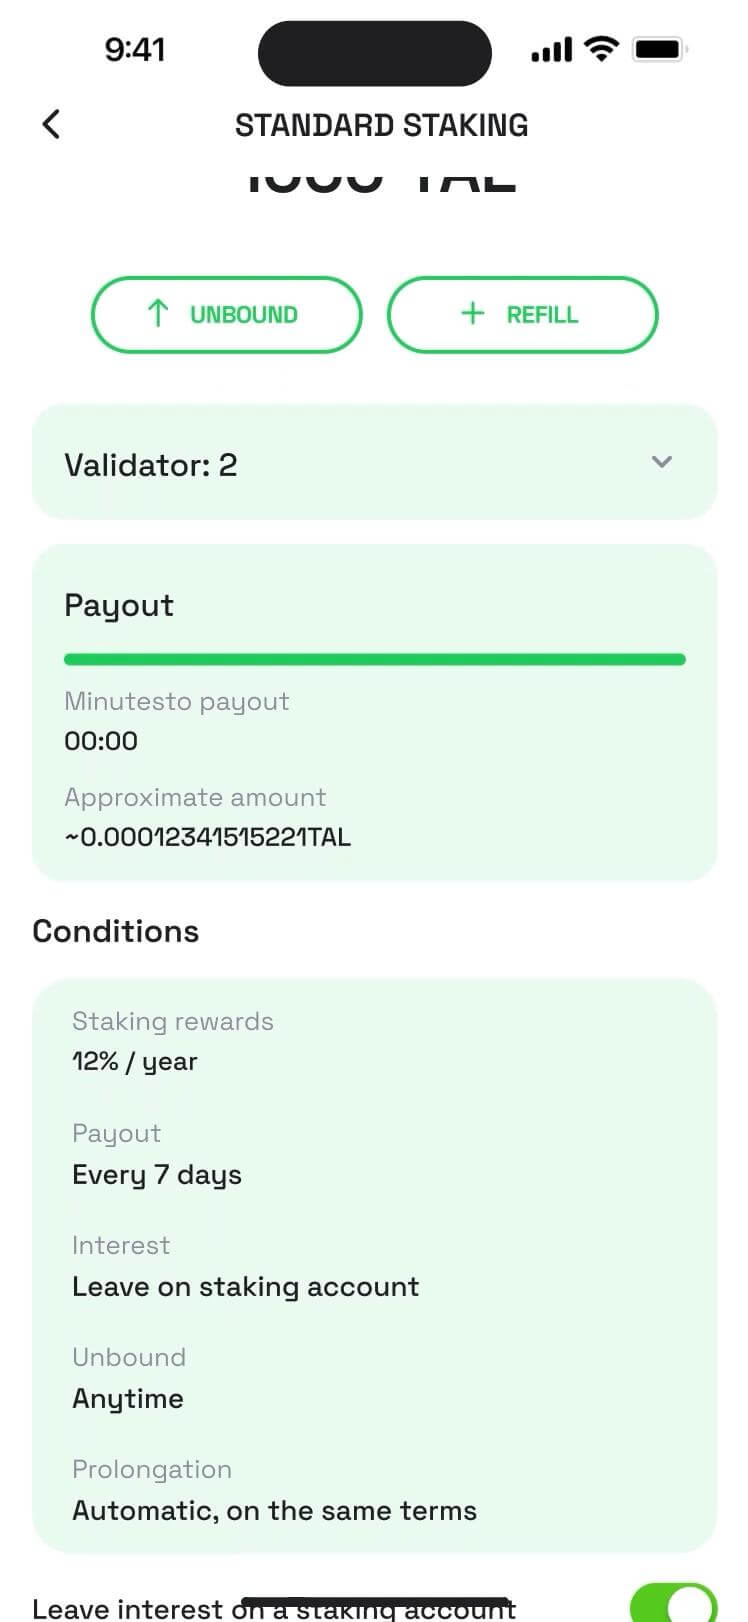 9:41
STANDARD STAKING
TAL
UNBOUND
REFILL
Validator: 2
Payout
Minutesto payout
00:00
Approximate amount
~0.00012341515221TAL
Conditions
Staking rewards
12% / year
Payout
Every 7 days
Interest
Leave on staking account
Unbound
Anytime
Prolongation
Automatic, on the same terms
Leave interest on a staking account